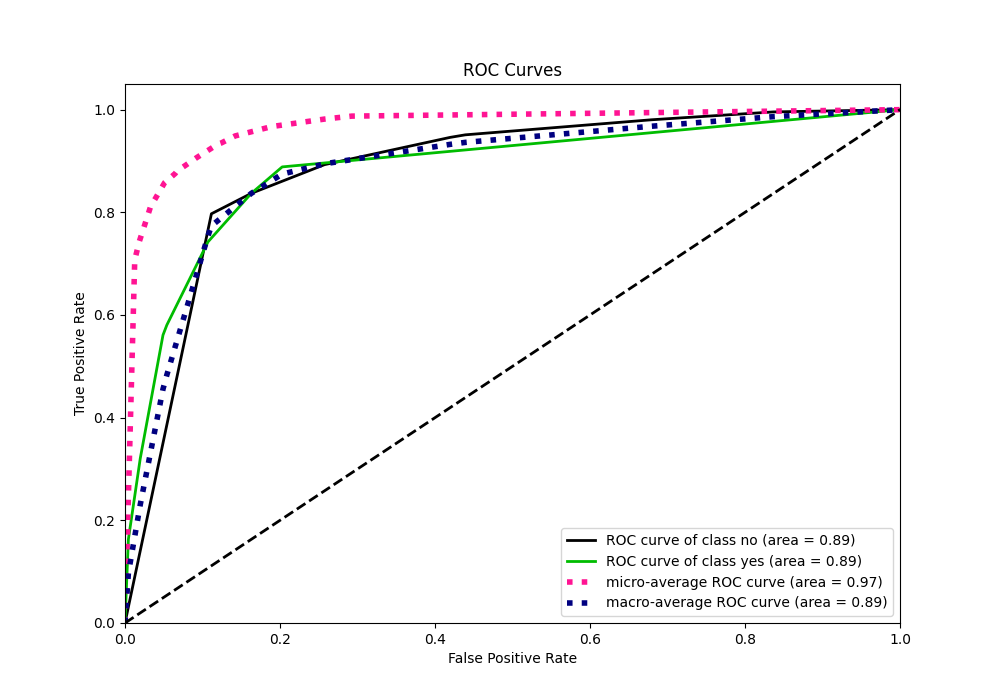 ROC Curves
True Positive Rate
1.0
0.8
0.6
0.4
0.2
0.0
0.0 0.2 0.4 0.6 0.8 1.0
False Positive Rate
ROC curve of class no (area = 0.89)
ROC curve of class yes (area = 0.89)
micro-average ROC curve (area = 0.97)
macro-average ROC curve (area = 0.89)